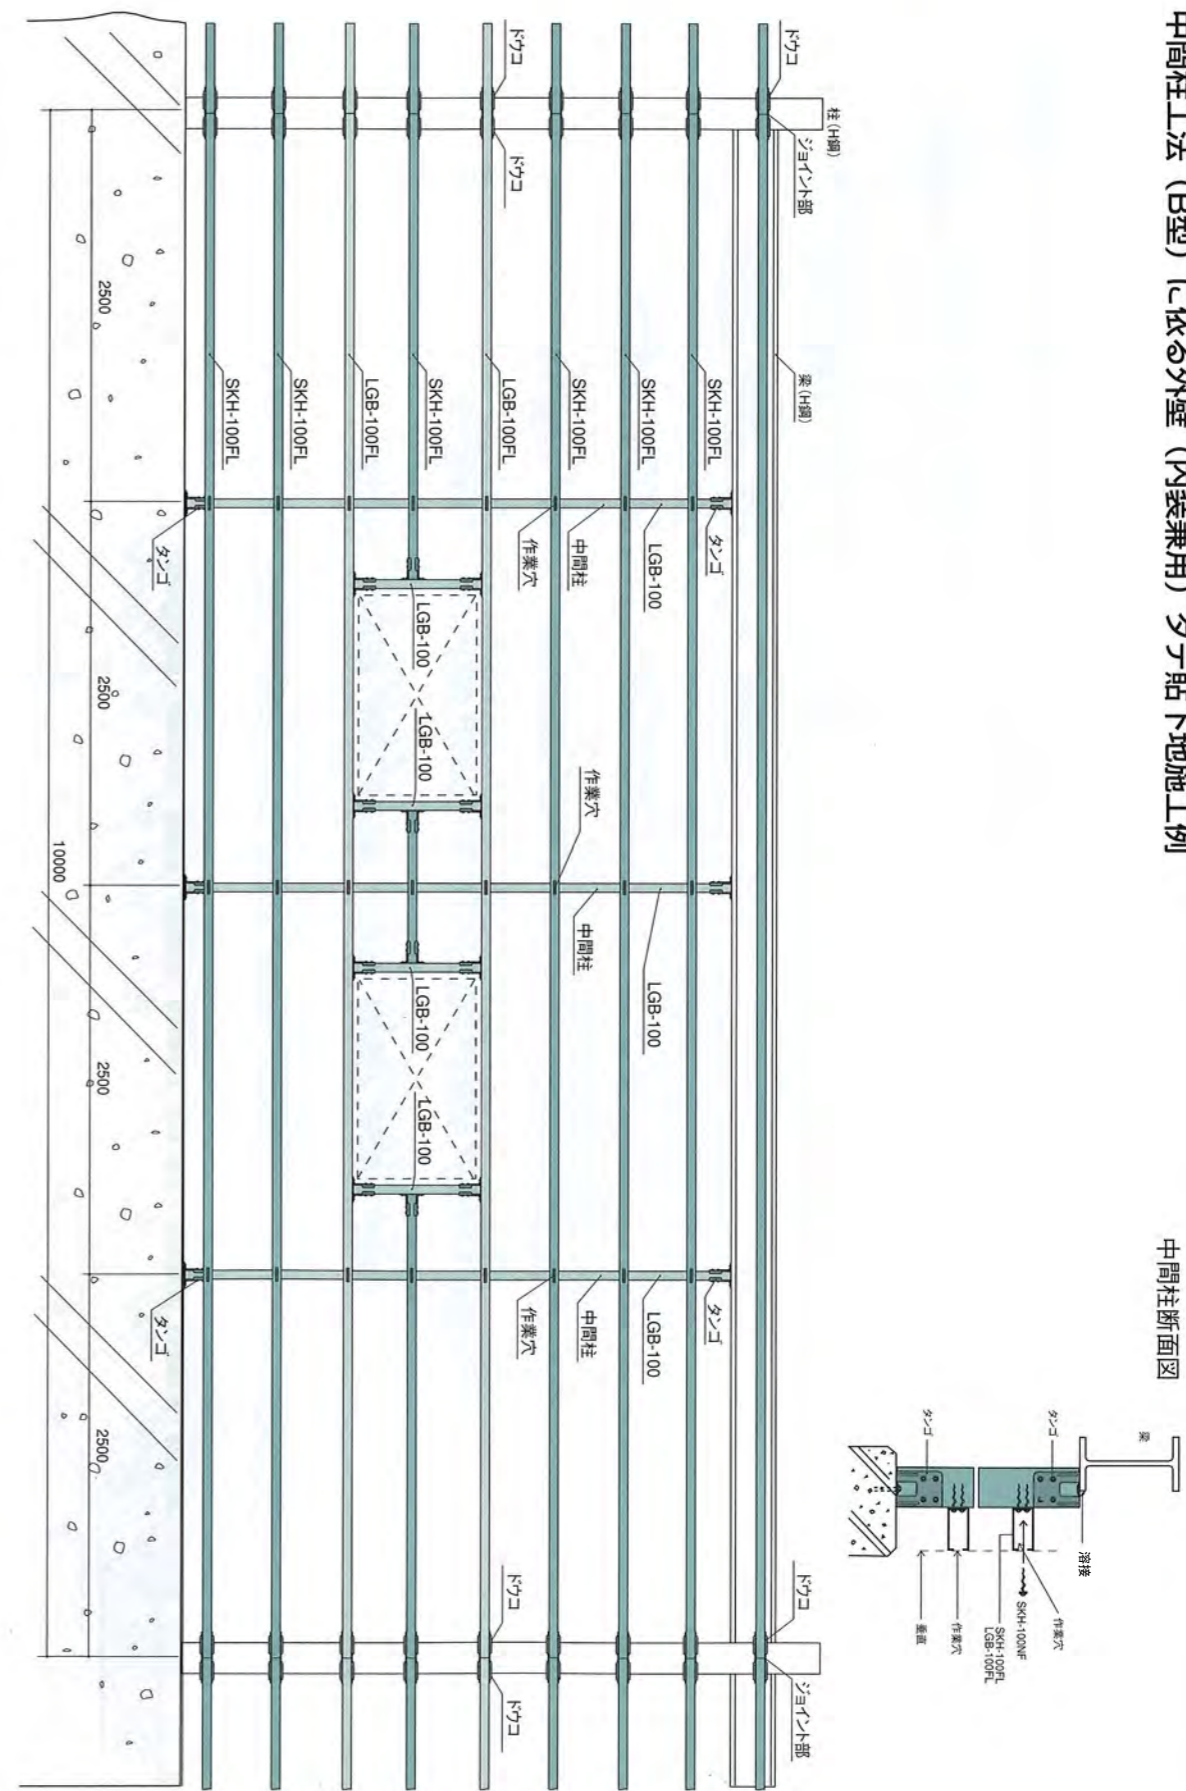 中間柱工法（B型）に依る外壁（内装兼用）タテ貼下地施工例
ドウコ
柱（H鋼）
ジョイント部
梁（H鋼）
ドウコ
ドウコ
SKH-100FL
SKH-100FL
SKH-100FL
LGB-100FL
SKH-100FL
LGB-100FL
SKH-100FL
SKH-100FL
タンゴ
LGB-100
中間柱
作業穴
タンゴ
LGB-100
LGB-100
作業穴
中間柱
LGB-100
LGB-100
LGB-100
タンゴ
LGB-100
中間柱
作業穴
タンゴ
ドウコ
ジョイント部
ドウコ
ドウコ
2500
2500
2500
2500
10000
中間柱断面図
梁
タンゴ
溶接
作業穴
SKH-100NF
SKH-100FL
LGB-100FL
タンゴ
作業穴
垂直